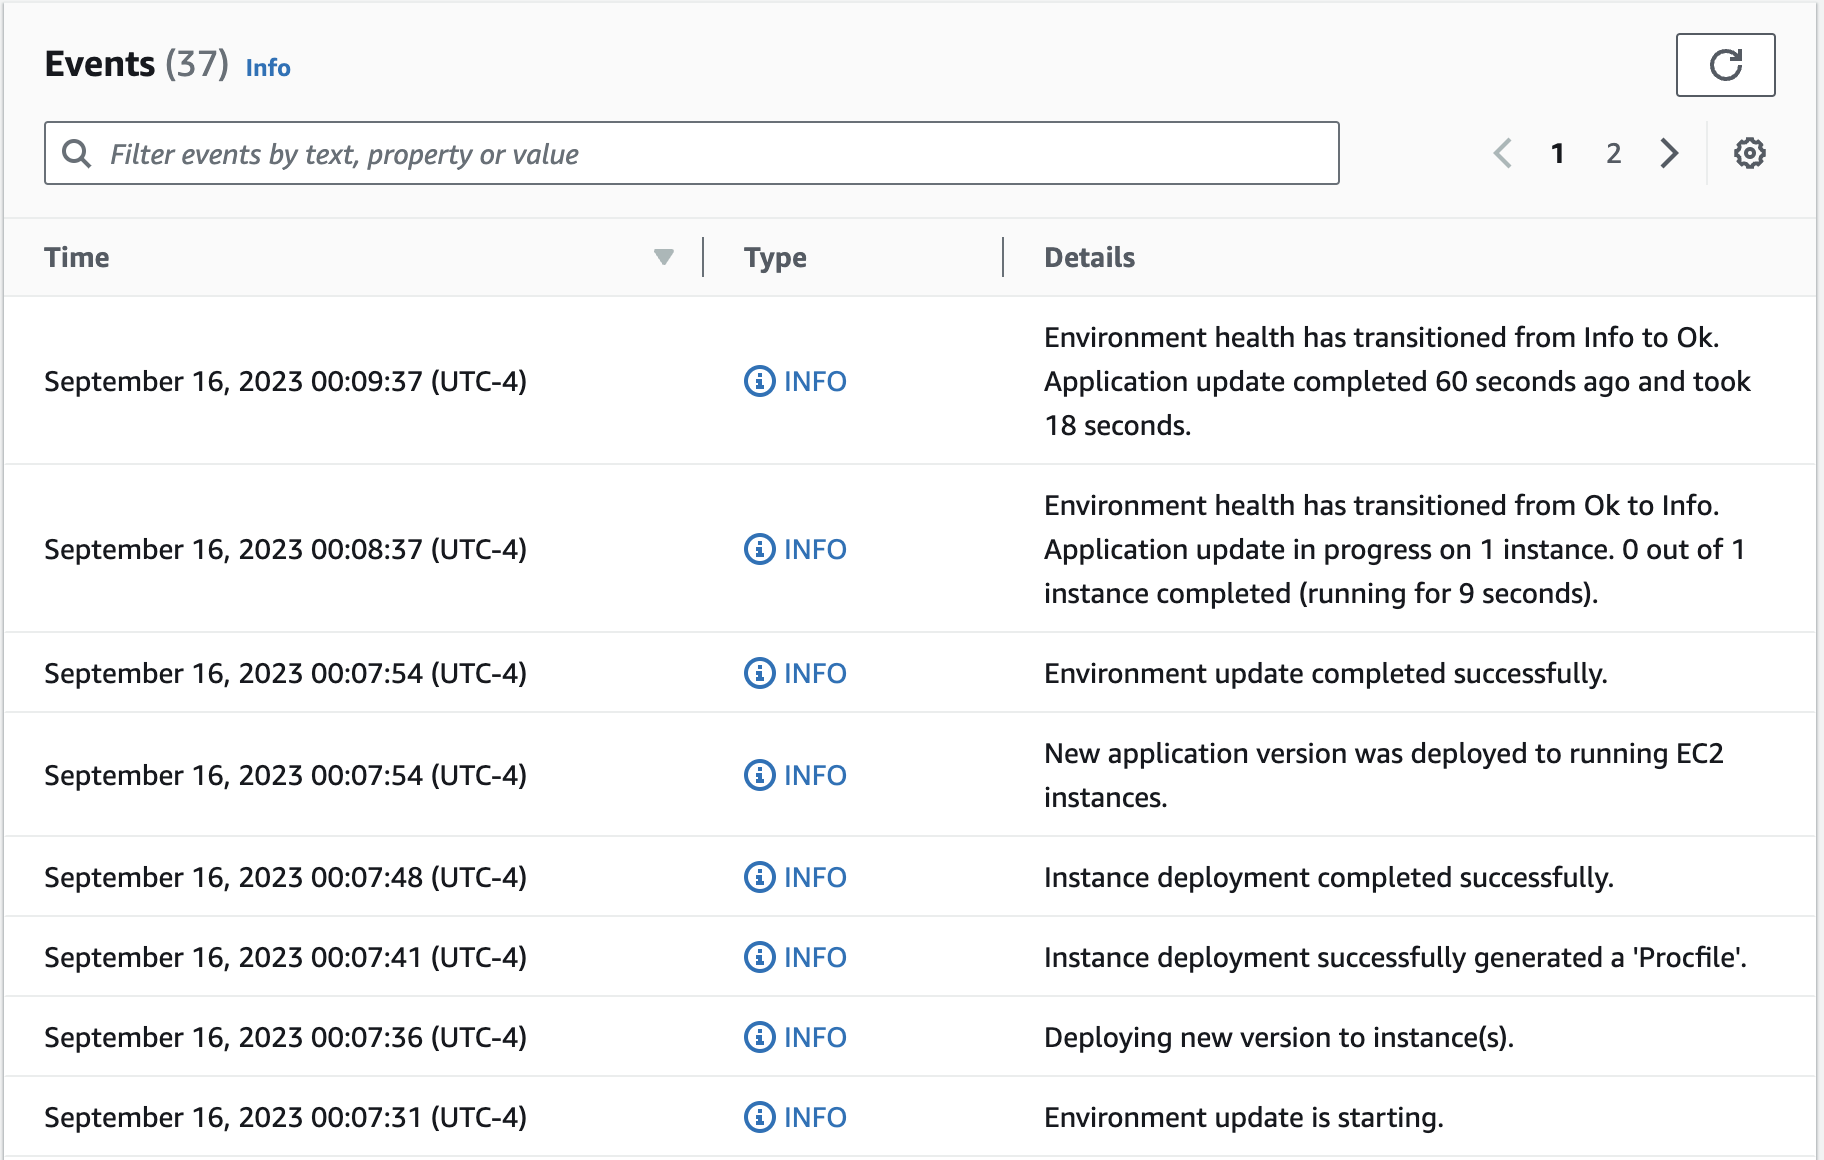 Events (37) Info
Filter events by text, property or value
1 2
Time Type Details
Environment health has transitioned from Info to Ok.
September 16, 2023 00:09:37 (UTC-4) INFO Application update completed 60 seconds ago and took
18 seconds.
Environment health has transitioned from Ok to Info.
September 16, 2023 00:08:37 (UTC-4) INFO Application update in progress on 1 instance. 0 out of 1
instance completed (running for 9 seconds).
September 16, 2023 00:07:54 (UTC-4) INFO Environment update completed successfully.
New application version was deployed to running EC2
September 16, 2023 00:07:54 (UTC-4) INFO
instances.
September 16, 2023 00:07:48 (UTC-4) INFO Instance deployment completed successfully.
September 16, 2023 00:07:41 (UTC-4) INFO Instance deployment successfully generated a 'Procfile'.
September 16, 2023 00:07:36 (UTC-4) INFO Deploying new version to instance(s).
September 16, 2023 00:07:31 (UTC-4) INFO Environment update is starting.